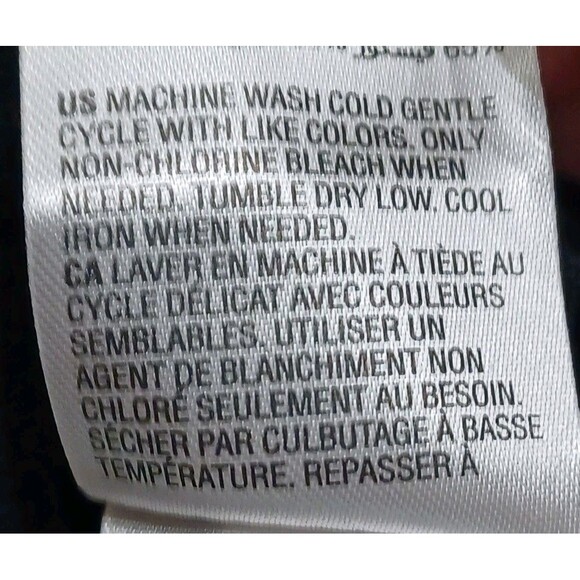 US MACHINE WASH COLD GENTLE
CYCLE WITH LIKE COLORS. ONLY
NON-CHLORINE BLEACH WHEN
NEEDED. TUMBLE DRY LOW. COOL
IRON WHEN NEEDED.
CA LAVER EN MACHINE À TIÈDE AU
CYCLE DÉLICAT AVEC COULEURS
SEMBLABLES. UTILISER UN
AGENT DE BLANCHIMENT NON
CHLORÉ SEULEMENT AU BESOIN.
SÉCHER PAR CULBUTAGE À BASSE
TEMPÉRATURE. REPASSER À